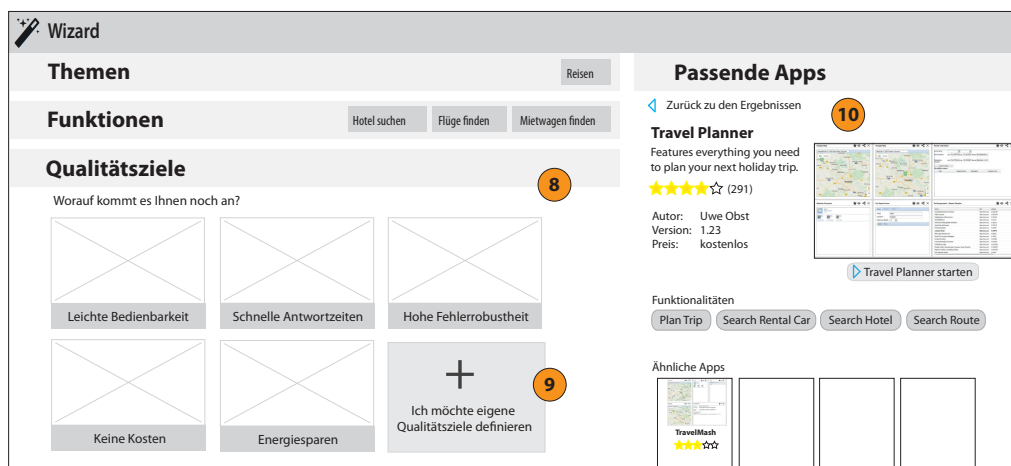 Wizard
Themen
Reisen
Funktionen
Hotel suchen
Flüge finden
Mietwagen finden
Qualitätsziele
8
Worauf kommt es Ihnen noch an?
Leichte Bedienbarkeit
Schnelle Antwortzeiten
Hohe Fehlerrobustheit
Keine Kosten
Energiesparen
Ich möchte eigene
Qualitätsziele definieren
9
Passende Apps
Zurück zu den Ergebnissen
10
Travel Planner
Features everything you need
to plan your next holiday trip.
(291)
Autor: Uwe Obst
Version: 1.23
Preis: kostenlos
Travel Planner starten
Funktionalitäten
Plan Trip
Search Rental Car
Search Hotel
Search Route
Ähnliche Apps
TravelMash